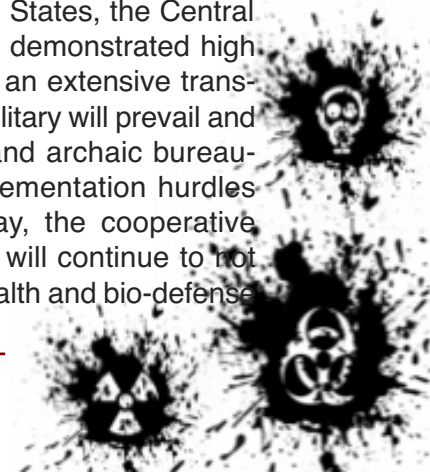 States, the Central
demonstrated high
an extensive trans-
litary will prevail and
nd archaic bureau-
ementation hurdles
ay, the cooperative
will continue to not
alth and bio-defense